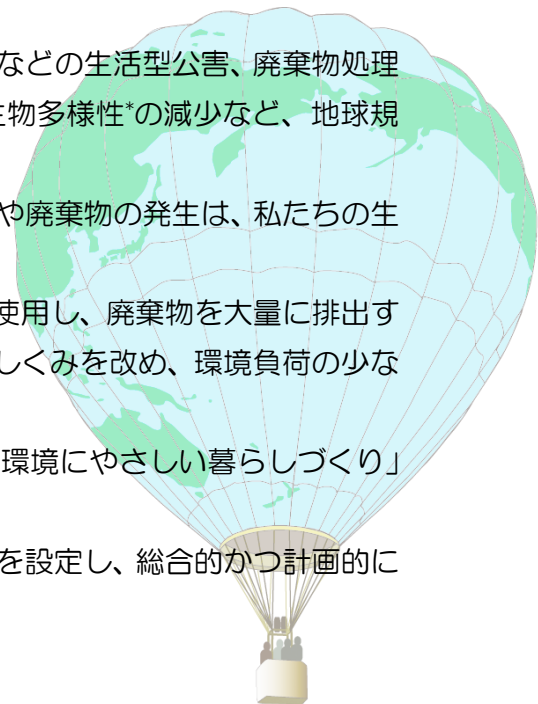 などの生活型公害、廃棄物処理
生物多様性*の減少など、地球規
や廃棄物の発生は、私たちの生
使用し、廃棄物を大量に排出す
しくみを改め、環境負荷の少な
環境にやさしい暮らしづくり」
を設定し、総合的かつ計画的に